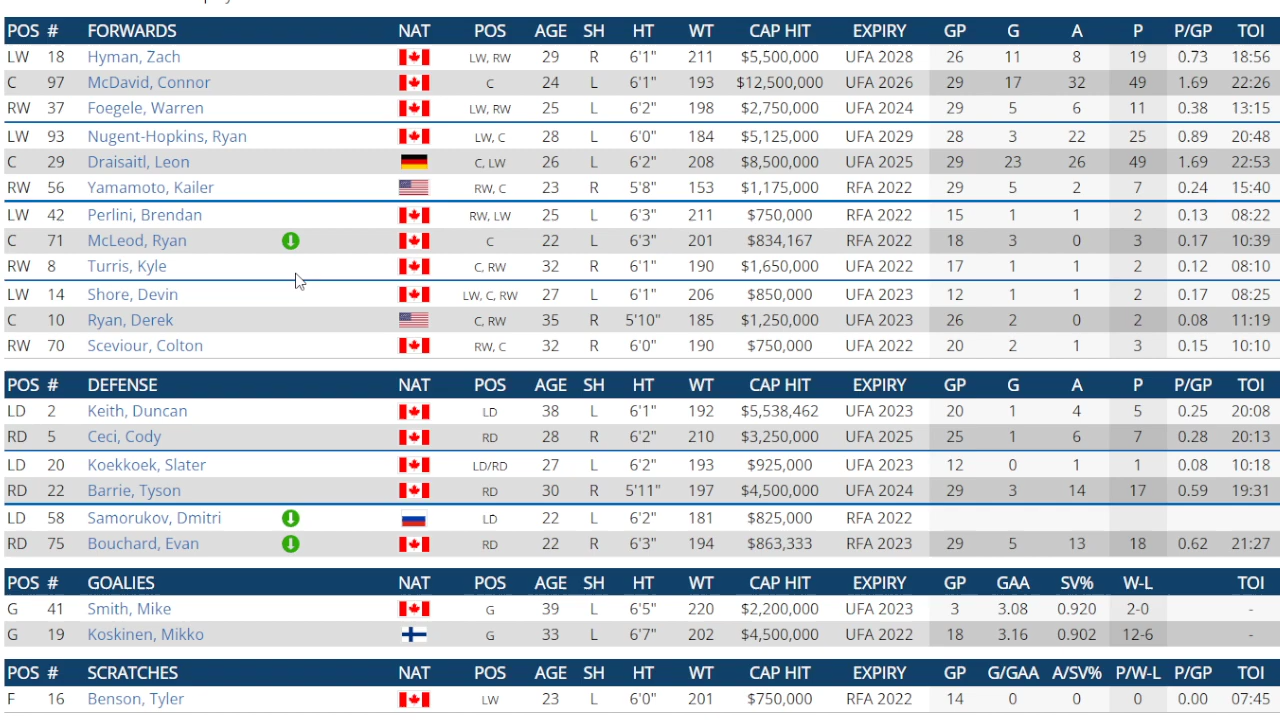 POS # FORWARDS NAT POS AGE SH HT WT CAP HIT EXPIRY GP G A P P/GP TOI
LW 18 Hyman, Zach LW, RW 29 R 6'1" 211 $5,500,000 UFA 2028 26 11 8 19 0.73 18:56
C 97 McDavid, Connor C 24 L 6'1" 193 $12,500,000 UFA 2026 29 17 32 49 1.69 22:26
RW 37 Foegele, Warren LW, RW 25 L 6'2" 198 $2,750,000 UFA 2024 29 5 6 11 0.38 13:15
LW 93 Nugent-Hopkins, Ryan LW, C 28 L 6'0" 184 $5,125,000 UFA 2029 28 3 22 25 0.89 20:48
C 29 Draisaitl, Leon C, LW 26 L 6'2" 208 $8,500,000 UFA 2025 29 23 26 49 1.69 22:53
RW 56 Yamamoto, Kailer RW, C 23 R 5'8" 153 $1,175,000 RFA 2022 29 5 2 7 0.24 15:40
LW 42 Perlini, Brendan RW, LW 25 L 6'3" 211 $750,000 RFA 2022 15 1 1 2 0.13 08:22
C 71 McLeod, Ryan C 22 L 6'3" 201 $834,167 RFA 2022 18 3 0 3 0.17 10:39
RW 8 Turris, Kyle C, RW 32 R 6'1" 190 $1,650,000 UFA 2022 17 1 1 2 0.12 08:10
LW 14 Shore, Devin LW, C, RW 27 L 6'1" 206 $850,000 UFA 2023 12 1 1 2 0.17 08:25
C 10 Ryan, Derek C, RW 35 R 5'10" 185 $1,250,000 UFA 2023 26 2 0 2 0.08 11:19
RW 70 Sceviour, Colton RW, C 32 R 6'0" 190 $750,000 UFA 2022 20 2 1 3 0.15 10:10
POS # DEFENSE NAT POS AGE SH HT WT CAP HIT EXPIRY GP G A P P/GP TOI
LD 2 Keith, Duncan LD 38 L 6'1" 192 $5,538,462 UFA 2023 20 1 4 5 0.25 20:08
RD 5 Ceci, Cody RD 28 R 6'2" 210 $3,250,000 UFA 2025 25 1 6 7 0.28 20:13
LD 20 Koekkoek, Slater LD/RD 27 L 6'2" 193 $925,000 UFA 2023 12 0 1 1 0.08 10:18
RD 22 Barrie, Tyson RD 30 R 5'11" 197 $4,500,000 UFA 2024 29 3 14 17 0.59 19:31
LD 58 Samorukov, Dmitri LD 22 L 6'2" 181 $825,000 RFA 2022
RD 75 Bouchard, Evan RD 22 R 6'3" 194 $863,333 RFA 2023 29 5 13 18 0.62 21:27
POS # GOALIES NAT POS AGE SH HT WT CAP HIT EXPIRY GP GAA SV% W-L TOI
G 41 Smith, Mike G 39 L 6'5" 220 $2,200,000 UFA 2023 3 3.08 0.920 2-0 -
G 19 Koskinen, Mikko G 33 L 6'7" 202 $4,500,000 UFA 2022 18 3.16 0.902 12-6 -
POS # SCRATCHES NAT POS AGE SH HT WT CAP HIT EXPIRY GP G/GAA A/SV% P/W-L P/GP TOI
F 16 Benson, Tyler LW 23 L 6'0" 201 $750,000 RFA 2022 14 0 0 0 0.00 07:45